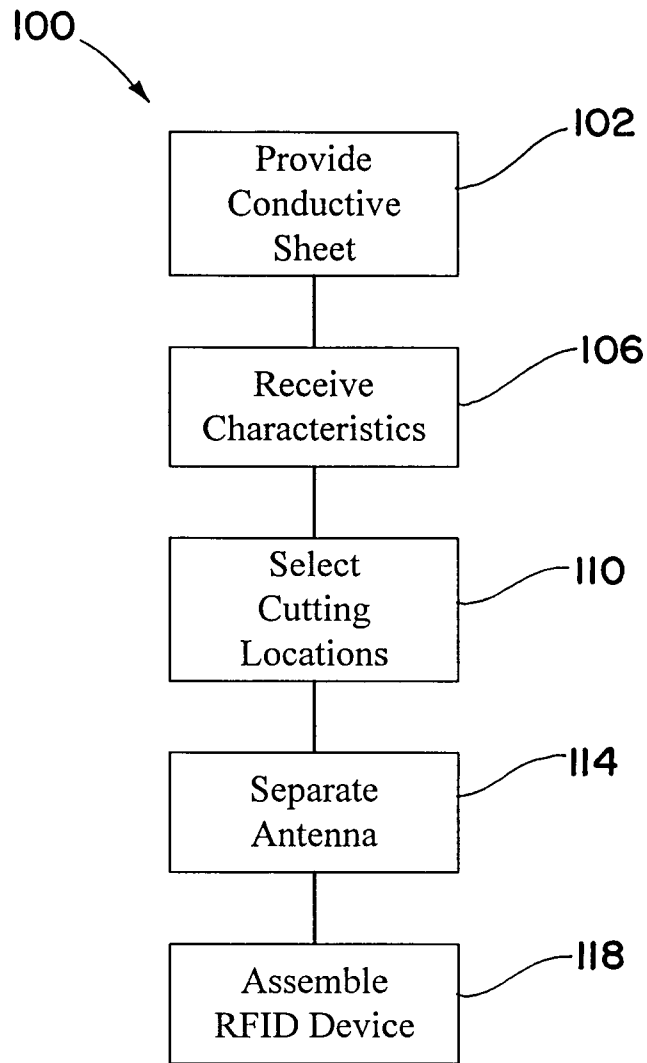 100
102
Provide
Conductive
Sheet
106
Receive
Characteristics
110
Select
Cutting
Locations
114
Separate
Antenna
118
Assemble
RFID Device